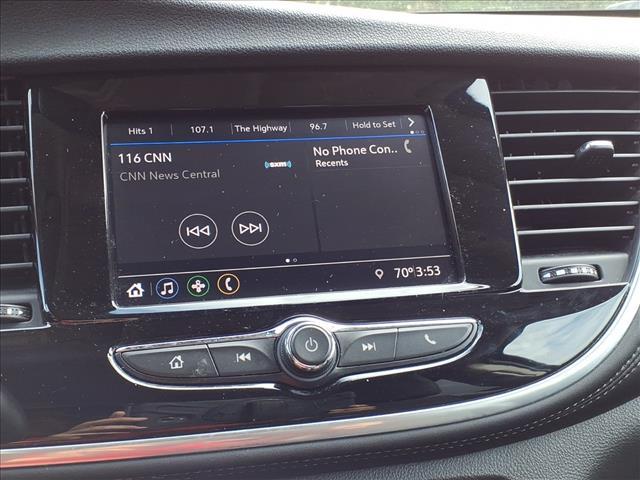 Hits 1 107.1 The Highway 96.7 Hold to Set
116 CNN
sxm
CNN News Central
No Phone Con..
Recents
70° 3:53